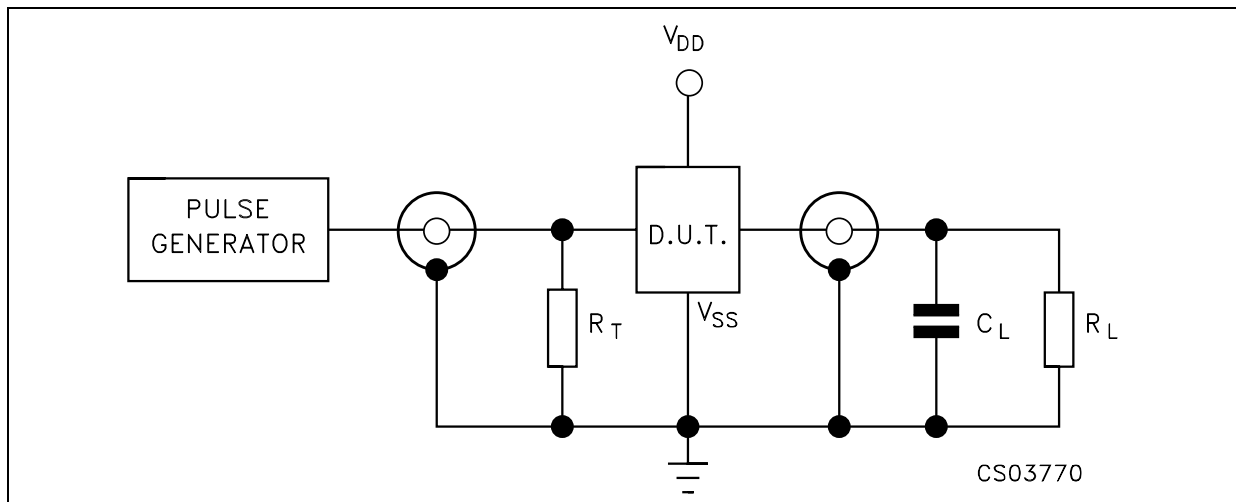 VDD
PULSE
GENERATOR
D.U.T.
VSS
RT
CL
RL
CS03770